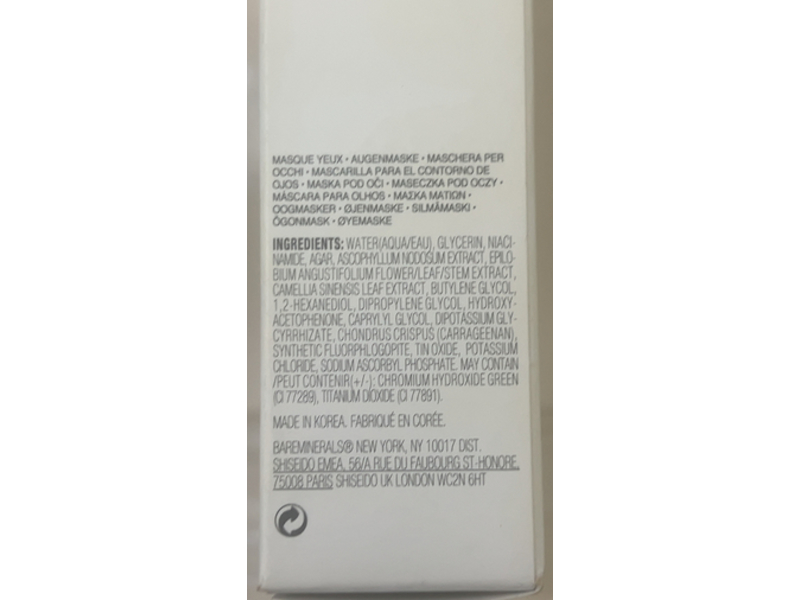 MASQUE YEUX • AUGENMASKE • MASCHERA PER
OCCHI • MASCARILLA PARA EL CONTORNO DE
OJOS • MASKA POD OČI • MASECZKA POD OCZY •
MÁSCARA PARA OLHOS • ΜΑΣΚΑ ΜΑΤΙΩΝ •
OOGMASKER • ØJENMASKE • SILMÄMASKI •
ÖGONMASK • ØYEMASKE
INGREDIENTS: WATER(AQUA/EAU), GLYCERIN, NIACI-
NAMIDE, AGAR, ASCOPHYLLUM NODOSUM EXTRACT, EPILO-
BIUM ANGUSTIFOLIUM FLOWER/LEAF/STEM EXTRACT,
CAMELLIA SINENSIS LEAF EXTRACT, BUTYLENE GLYCOL,
1,2-HEXANEDIOL, DIPROPYLENE GLYCOL, HYDROXY-
ACETOPHENONE, CAPRYLYL GLYCOL, DIPOTASSIUM GLY-
CYRRHIZATE, CHONDRUS CRISPUS (CARRAGEENAN),
SYNTHETIC FLUORPHLOGOPITE, TIN OXIDE, POTASSIUM
CHLORIDE, SODIUM ASCORBYL PHOSPHATE. MAY CONTAIN
/PEUT CONTENIR(+/-): CHROMIUM HYDROXIDE GREEN
(CI 77289), TITANIUM DIOXIDE (CI 77891).
MADE IN KOREA. FABRIQUÉ EN CORÉE.
BAREMINERALS® NEW YORK, NY 10017 DIST.
SHISEIDO EMEA, 56/A RUE DU FAUBOURG ST-HONORE,
75008 PARIS SHISEIDO UK LONDON WC2N 6HT